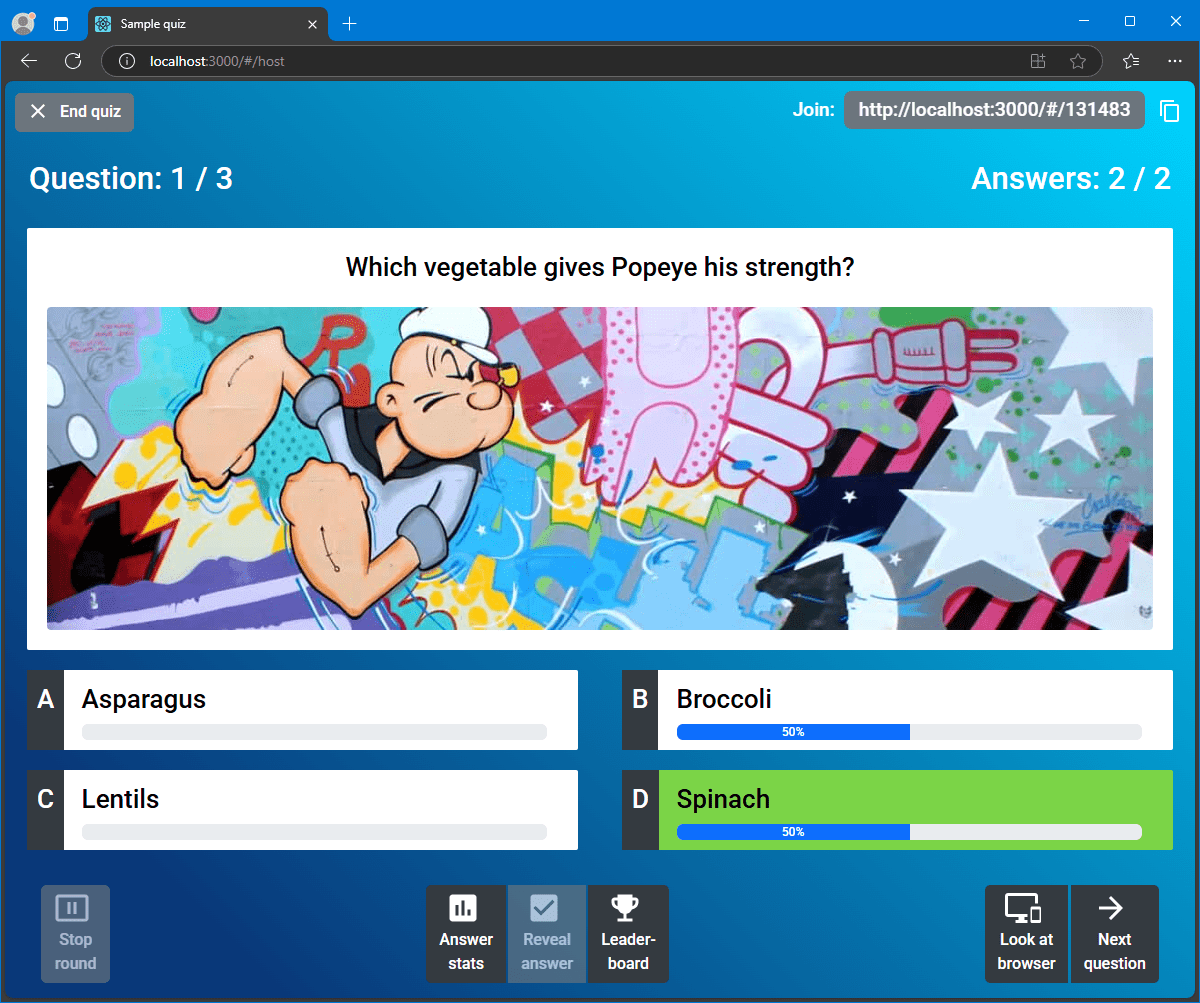 Sample quiz
localhost:3000/#/host
End quiz
Join: http://localhost:3000/#/131483
Question: 1 / 3
Answers: 2 / 2
Which vegetable gives Popeye his strength?
A Asparagus
B Broccoli
50%
C Lentils
D Spinach
50%
Stop
round
Answer
stats
Reveal
answer
Leader-
board
Look at
browser
Next
question